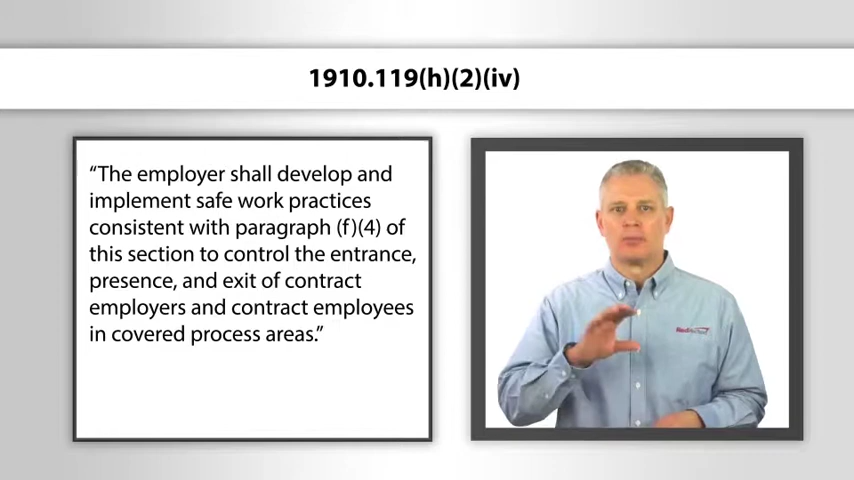 1910.119(h)(2)(iv)
“The employer shall develop and
implement safe work practices
consistent with paragraph (f)(4) of
this section to control the entrance,
presence, and exit of contract
employers and contract employees
in covered process areas.”